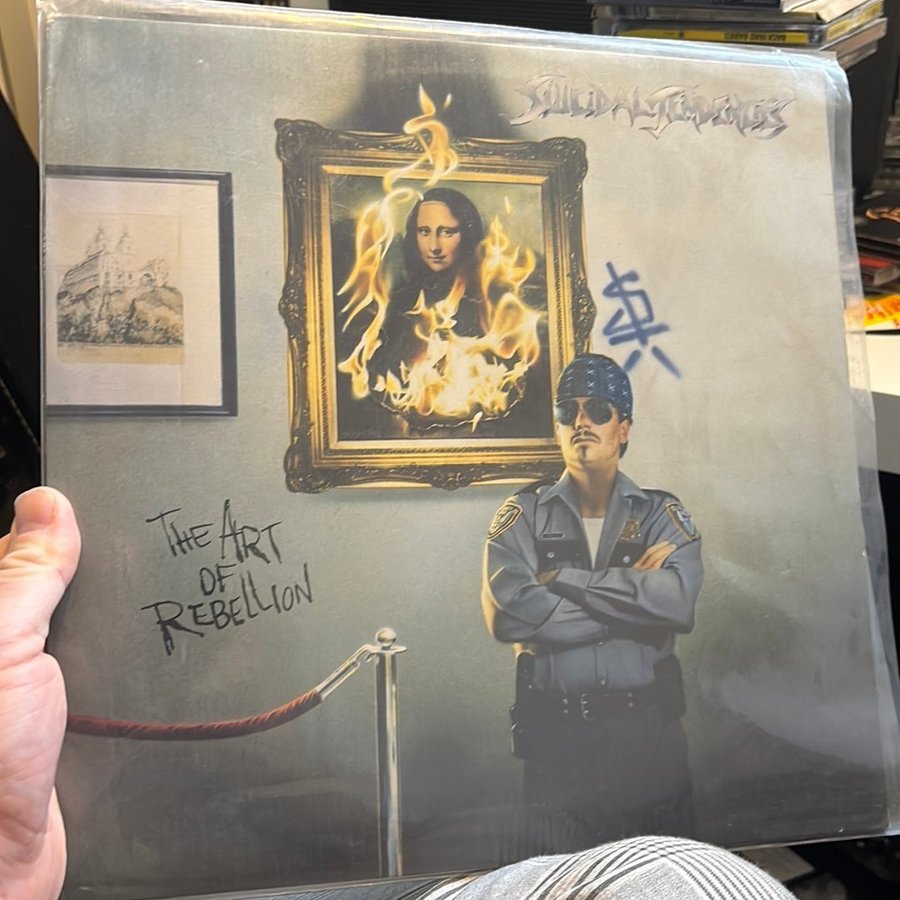 SUICIDAL TENDENCIES
THE ART
OF
REBELLION